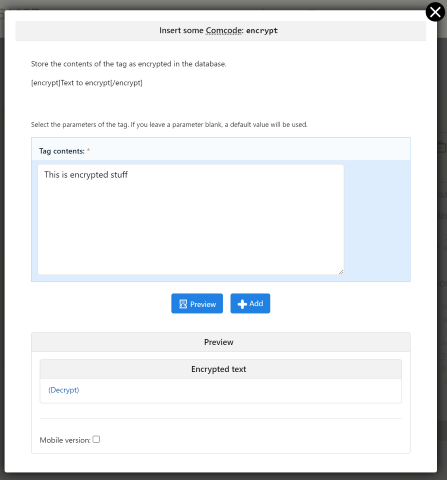 Insert some Comcode: encrypt
Store the contents of the tag as encrypted in the database.
[encrypt]Text to encrypt[/encrypt]
Select the parameters of the tag. If you leave a parameter blank, a default value will be used.
Tag contents: *
This is encrypted stuff
Preview
Add
Preview
Encrypted text
(Decrypt)
Mobile version: